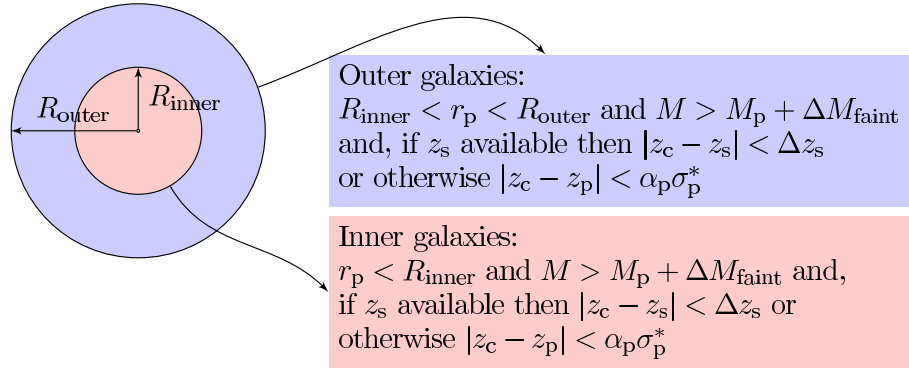 R_outer
R_inner
Outer galaxies:
R_inner < r_p < R_outer and M > M_p + ΔM_faint
and, if z_s available then |z_c − z_s| < Δz_s
or otherwise |z_c − z_p| < α_p σ_p^*
Inner galaxies:
r_p < R_inner and M > M_p + ΔM_faint and,
if z_s available then |z_c − z_s| < Δz_s or
otherwise |z_c − z_p| < α_p σ_p^*